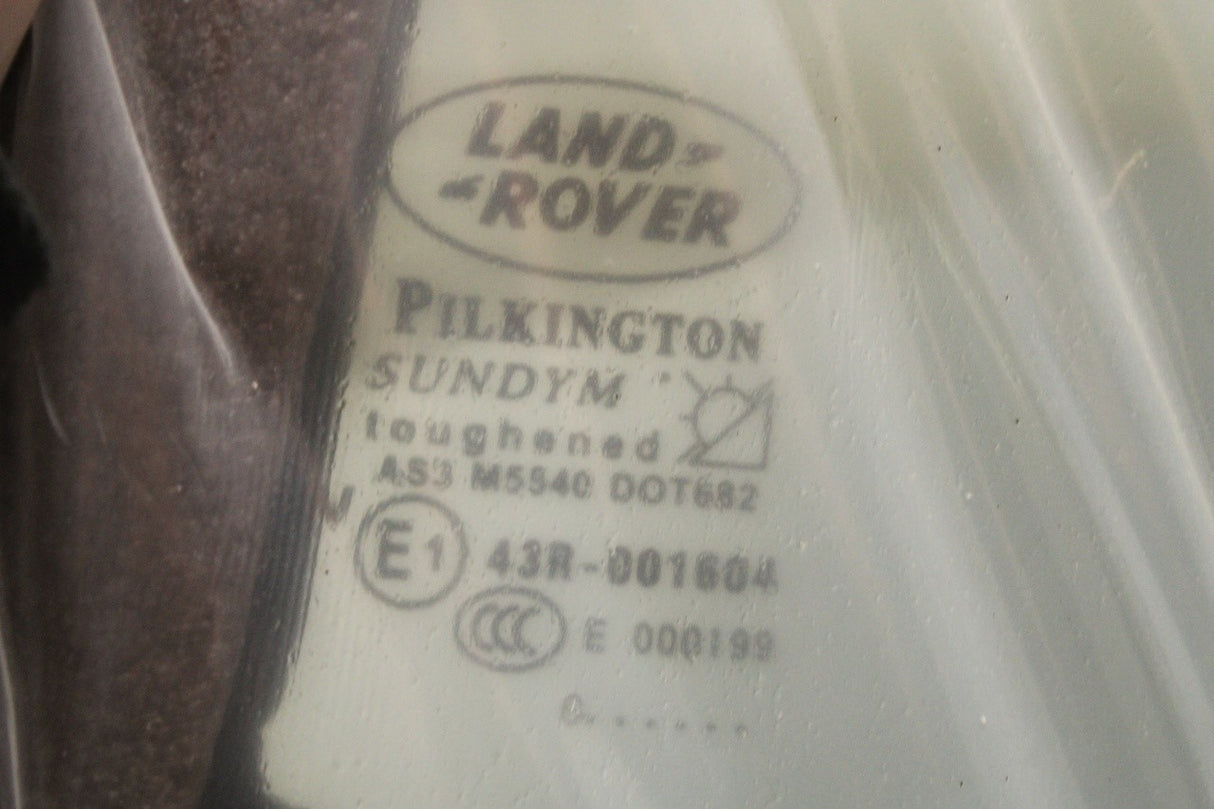 LAND
ROVER
PILKINGTON
SUNDYM
toughened
AS3 M5540 DOT682
E1 43R-001604
CCC E 000199